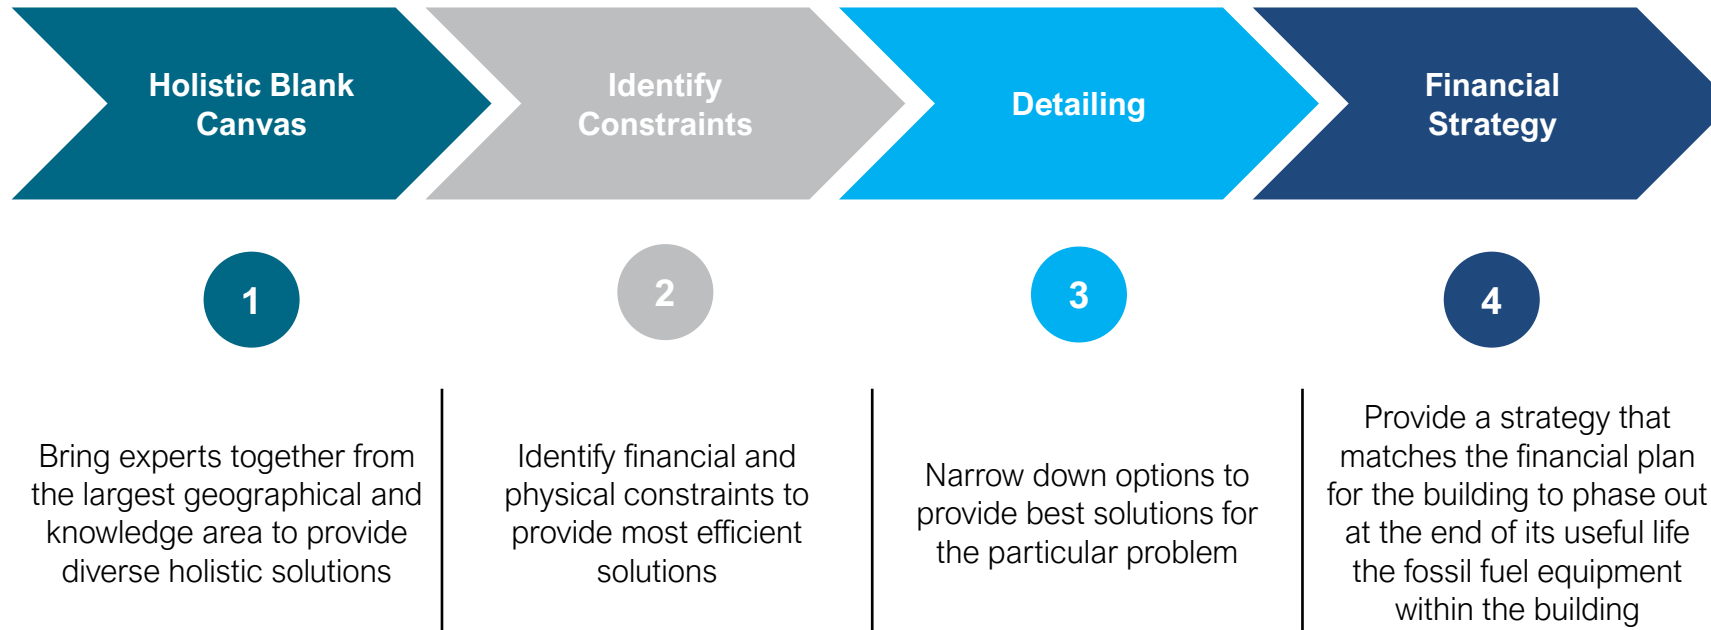 Holistic Blank
Canvas
Identify
Constraints
Detailing
Financial
Strategy
1
2
3
4
Bring experts together from
the largest geographical and
knowledge area to provide
diverse holistic solutions
Identify financial and
physical constraints to
provide most efficient
solutions
Narrow down options to
provide best solutions for
the particular problem
Provide a strategy that
matches the financial plan
for the building to phase out
at the end of its useful life
the fossil fuel equipment
within the building